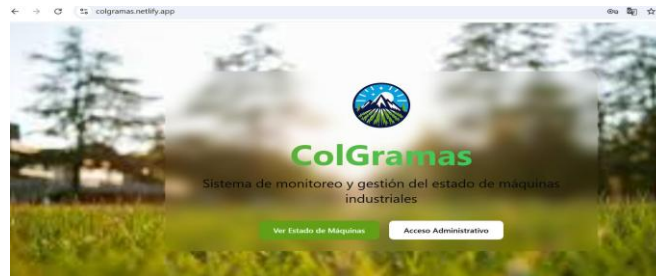 colgramas.netlify.app
ColGramas
Sistema de monitoreo y gestión del estado de máquinas
industriales
Ver Estado de Máquinas
Acceso Administrativo